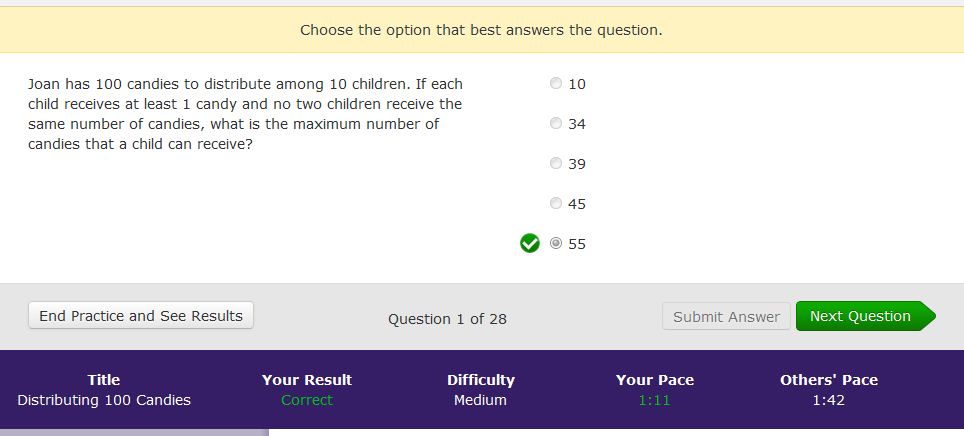 Choose the option that best answers the question.
Joan has 100 candies to distribute among 10 children. If each
child receives at least 1 candy and no two children receive the
same number of candies, what is the maximum number of
candies that a child can receive?
10
34
39
45
55
End Practice and See Results
Question 1 of 28
Submit Answer
Next Question
Title
Your Result
Difficulty
Your Pace
Others' Pace
Distributing 100 Candies
Correct
Medium
1:11
1:42